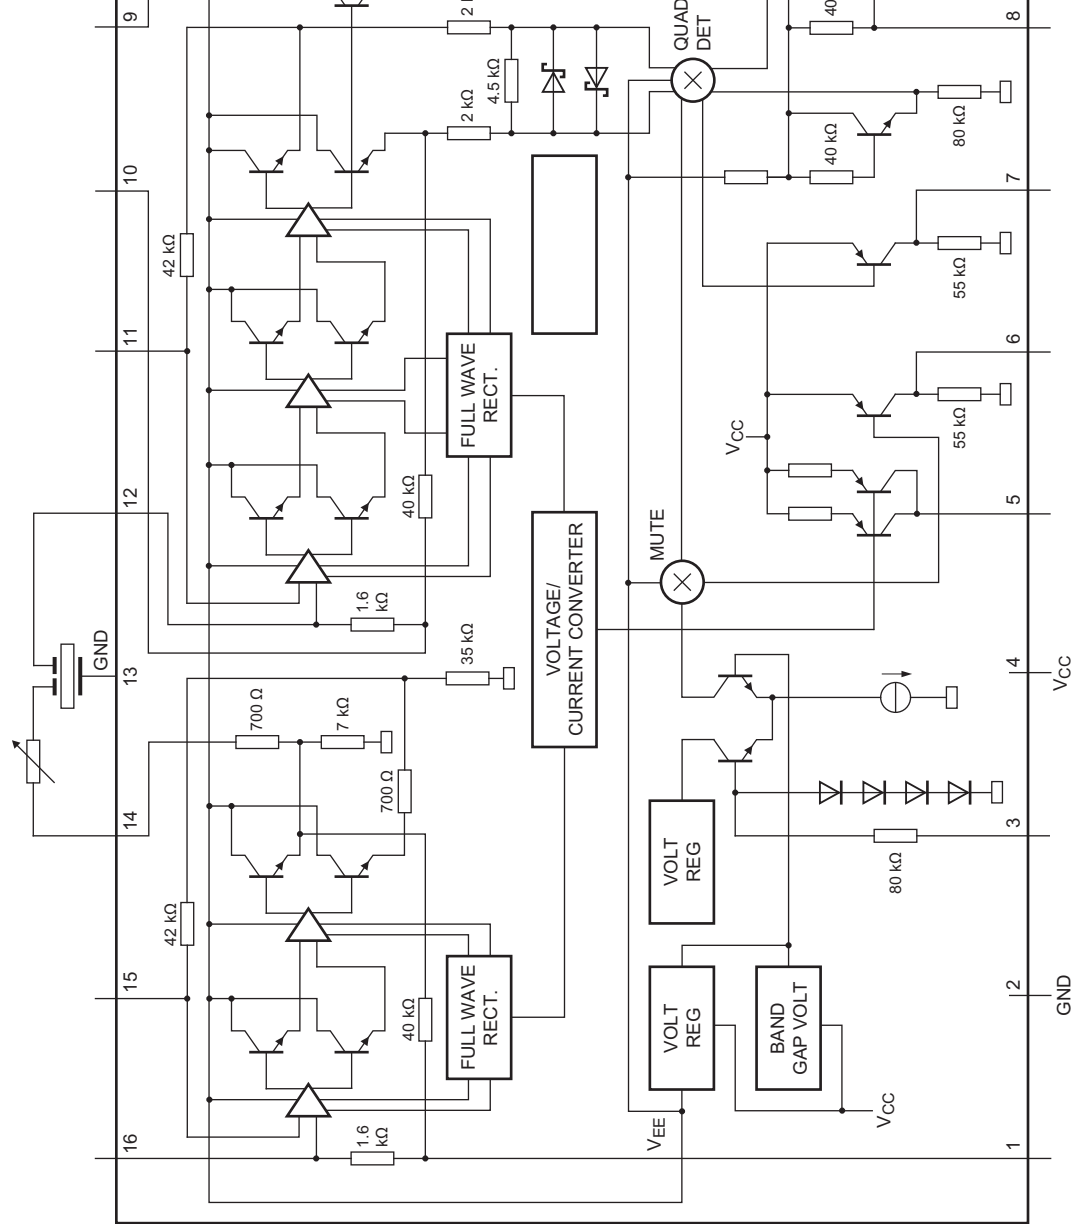 9
10
11
12
13
14
15
16
GND
8
7
6
5
4
3
2
1
VCC
GND
2 kΩ
4.5 kΩ
2 kΩ
QUAD
DET
40
80 kΩ
40 kΩ
42 kΩ
55 kΩ
FULL WAVE
RECT.
VCC
55 kΩ
40 kΩ
MUTE
1.6
kΩ
VOLTAGE/
CURRENT CONVERTER
35 kΩ
700 Ω
7 kΩ
700 Ω
VOLT
REG
80 kΩ
42 kΩ
FULL WAVE
RECT.
40 kΩ
VOLT
REG
BAND
GAP VOLT
VEE
VCC
1.6
kΩ